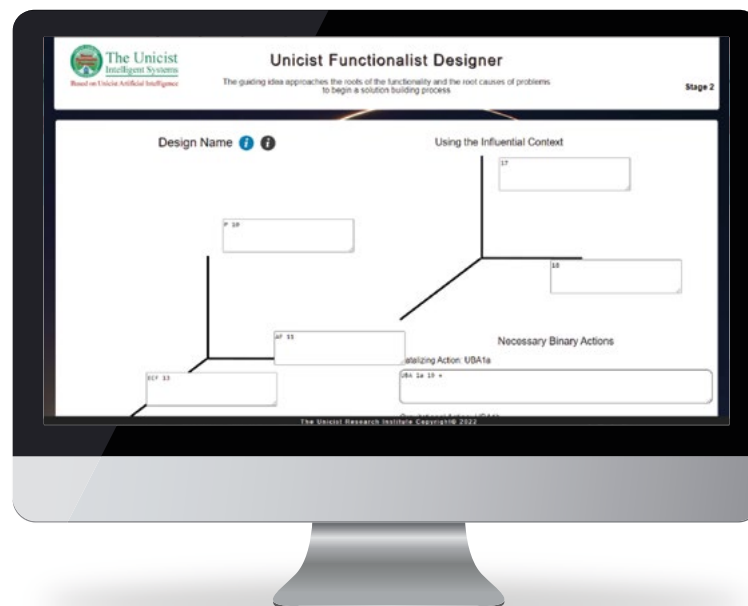 The Unicist
Intelligent Systems
Based on Unicist Artificial Intelligence
Unicist Functionalist Designer
The guiding idea approaches the roots of the functionality and the root causes of problems
to begin a solution building process
Stage 2
Design Name i i
Using the Influential Context
17
P 10
18
AF 11
ECF 13
Necessary Binary Actions
atalizing Action: UBA1a
UBA 1a 19 +
The Unicist Research Institute Copyright© 2022